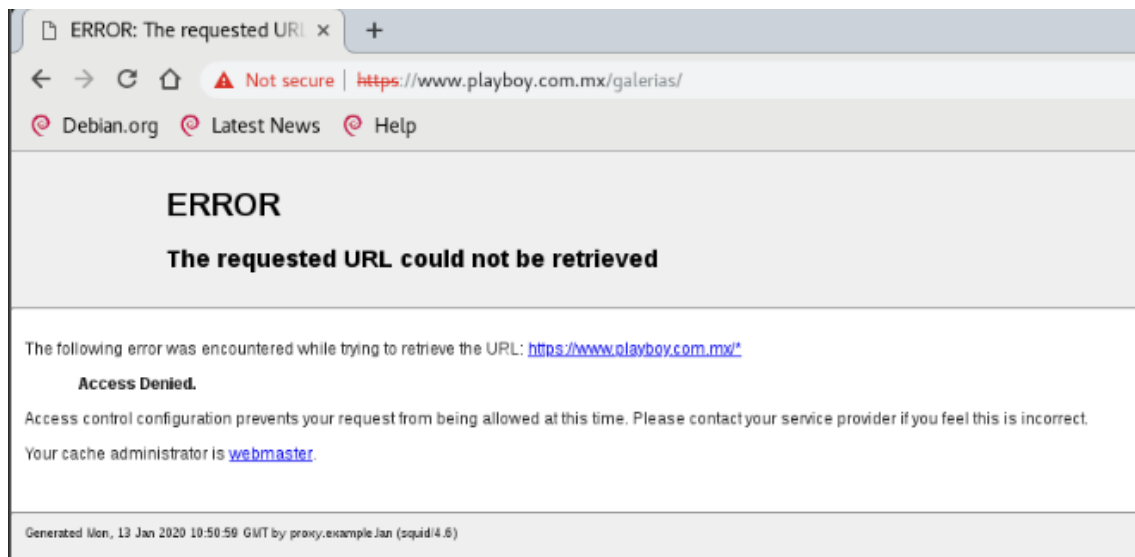 ERROR: The requested URL
Not secure | https://www.playboy.com.mx/galerias/
Debian.org Latest News Help
ERROR
The requested URL could not be retrieved
The following error was encountered while trying to retrieve the URL: https://www.playboy.com.mx/*
Access Denied.
Access control configuration prevents your request from being allowed at this time. Please contact your service provider if you feel this is incorrect.
Your cache administrator is webmaster.
Generated Mon, 13 Jan 2020 10:50:59 GMT by proxy.example.lan (squid/4.6)